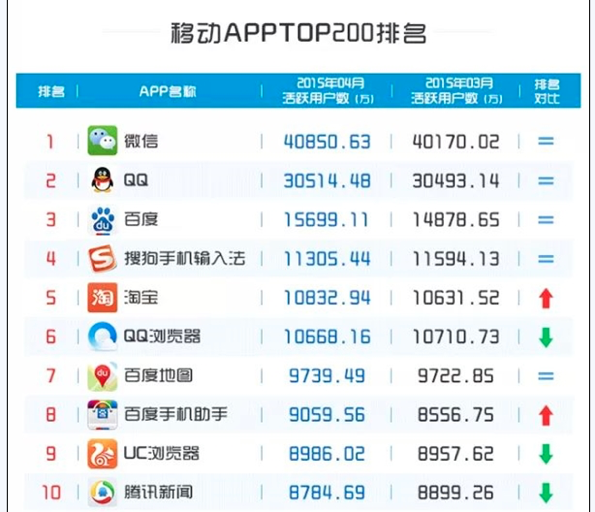 移动APPTOP200排名
排名 APP名称 2015年04月 活跃用户数(万) 2015年03月 活跃用户数(万) 排名对比
1 微信 40850.63 40170.02 =
2 QQ 30514.48 30493.14 =
3 du 百度 15699.11 14878.65 =
4 S 搜狗手机输入法 11305.44 11594.13 =
5 淘 淘宝 10832.94 10631.52 ↑
6 QQ浏览器 10668.16 10710.73 ↓
7 du 百度地图 9739.49 9722.85 =
8 百度手机助手 9059.56 8556.75 ↑
9 UC浏览器 8986.02 8957.62 ↓
10 腾讯新闻 8784.69 8899.26 ↓